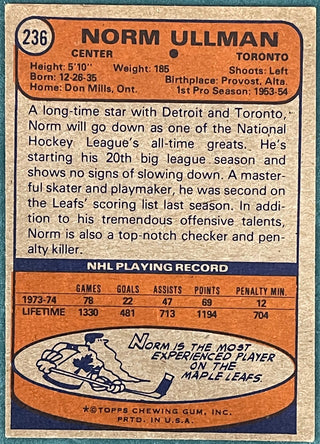 236 NORM ULLMAN
CENTER ● TORONTO
Height: 5'10" Weight: 185 Shoots: Left
Born: 12-26-35 Birthplace: Provost, Alta.
Home: Don Mills, Ont. 1st Pro Season: 1953-54
A long-time star with Detroit and Toronto,
Norm will go down as one of the National
Hockey League's all-time greats. He's
starting his 20th big league season and
shows no signs of slowing down. A master-
ful skater and playmaker, he was second on
the Leafs' scoring list last season. In addi-
tion to his tremendous offensive talents,
Norm is also a top-notch checker and pen-
alty killer.
NHL PLAYING RECORD
GAMES GOALS ASSISTS POINTS PENALTY MIN.
1973-74 78 22 47 69 12
LIFETIME 1330 481 713 1194 704
NORM IS THE MOST
EXPERIENCED PLAYER
ON THE
MAPLE LEAFS.
*©TOPPS CHEWING GUM, INC.
PRTD. IN U.S.A.